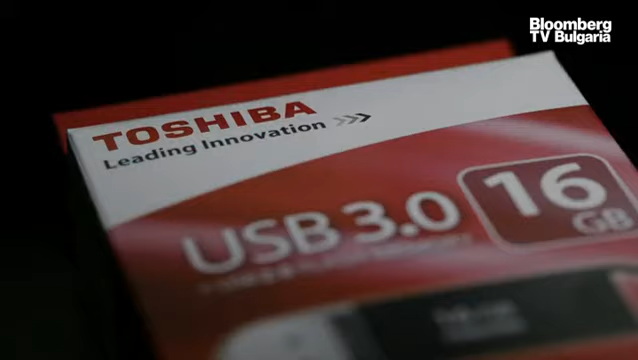 Bloomberg
TV Bulgaria
TOSHIBA
Leading Innovation >>>
USB 3.0
16
GB